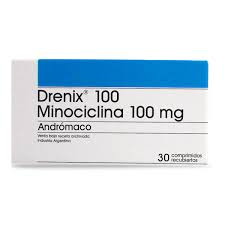 Drenix® 100
Minociclina 100 mg
Andrómaco
Venta bajo receta archivada
Industria Argentina
30 comprimidos
recubiertos